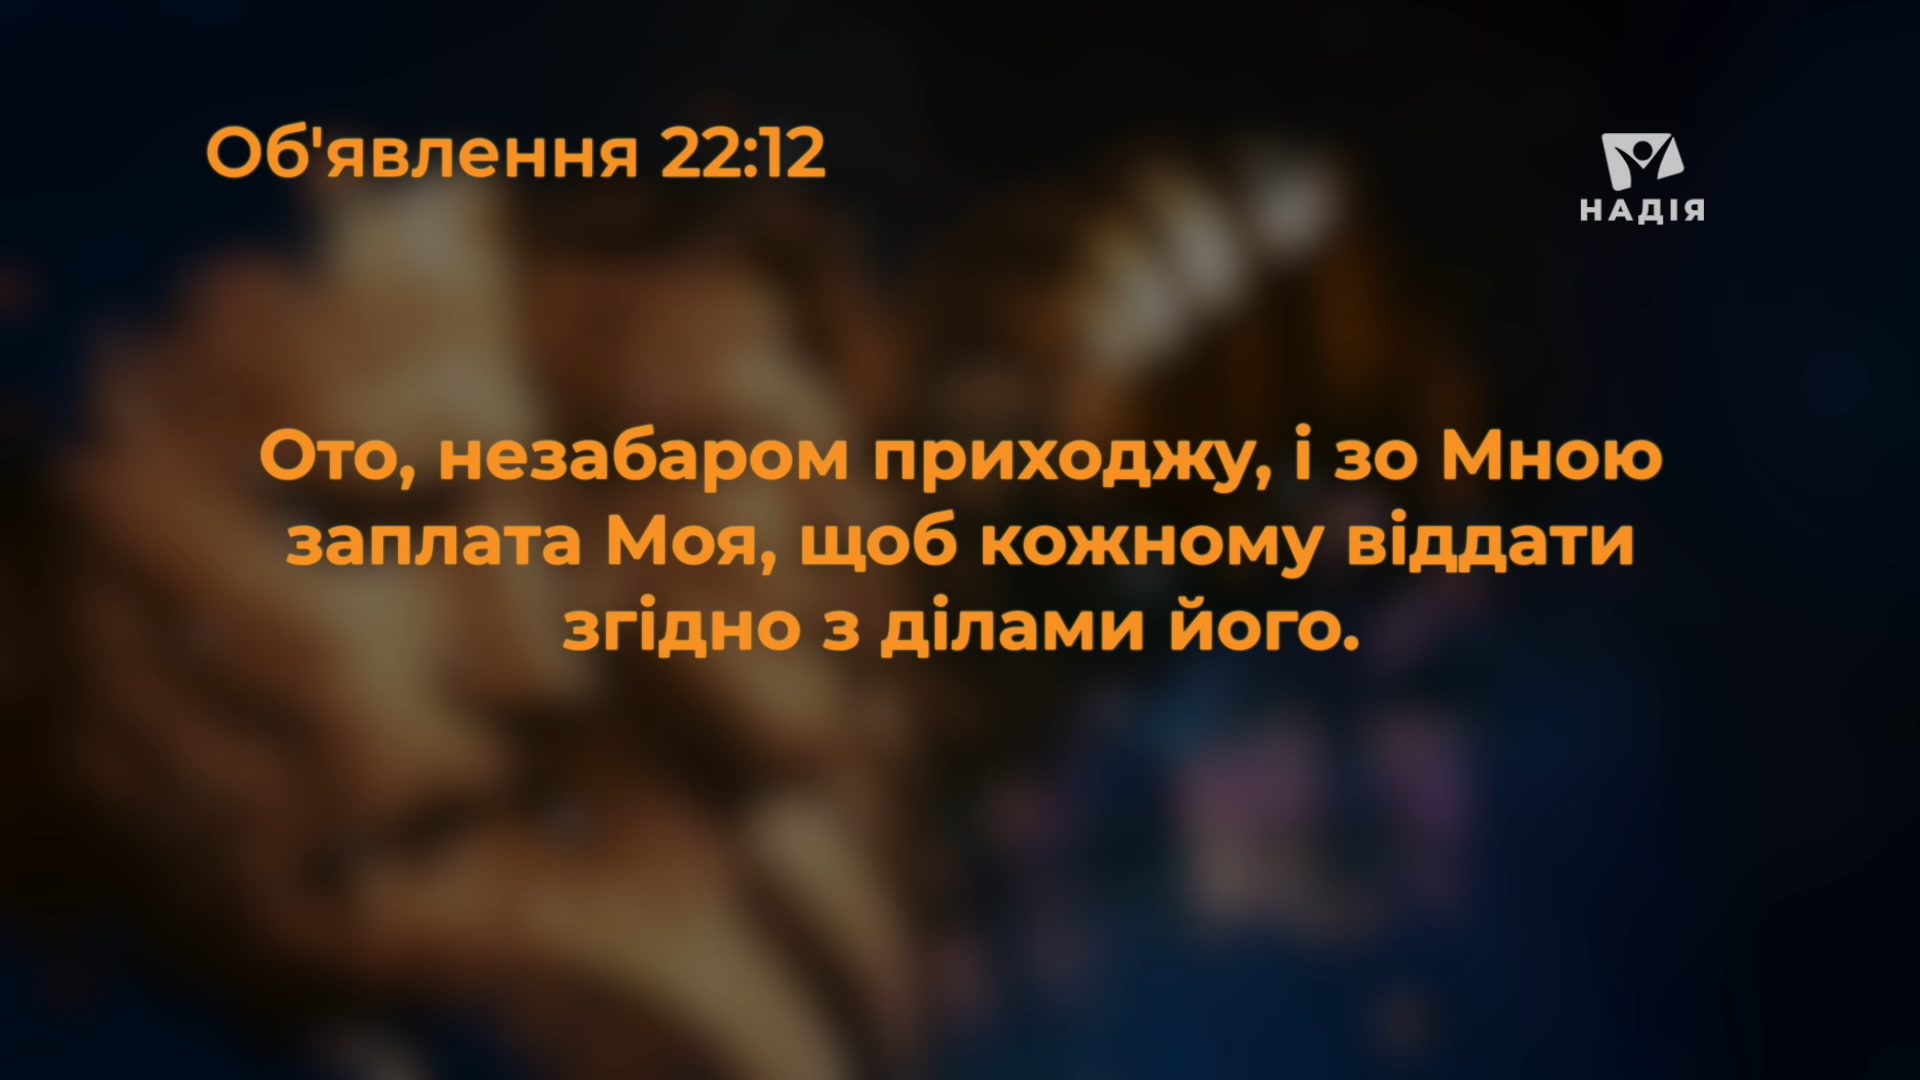 Об'явлення 22:12
НАДІЯ
Ото, незабаром приходжу, і зо Мною
заплата Моя, щоб кожному віддати
згідно з ділами його.